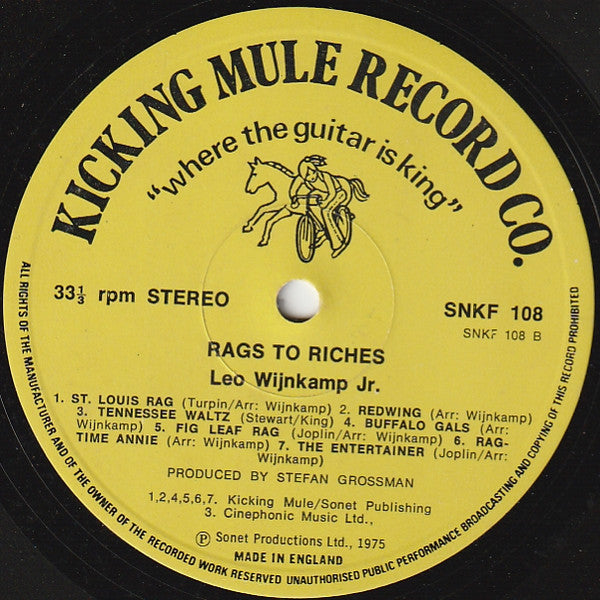 KICKING MULE RECORD CO.
"where the guitar is king"
33⅓ rpm STEREO
SNKF 108
SNKF 108 B
RAGS TO RICHES
Leo Wijnkamp Jr.
1. ST. LOUIS RAG (Turpin/Arr: Wijnkamp) 2. REDWING (Arr: Wijnkamp)
3. TENNESSEE WALTZ (Stewart/King) 4. BUFFALO GALS (Arr:
Wijnkamp) 5. FIG LEAF RAG (Joplin/Arr: Wijnkamp) 6. RAG-
TIME ANNIE (Arr: Wijnkamp) 7. THE ENTERTAINER (Joplin/Arr:
Wijnkamp)
PRODUCED BY STEFAN GROSSMAN
1,2,4,5,6,7. Kicking Mule/Sonet Publishing
3. Cinephonic Music Ltd.,
Ⓟ Sonet Productions Ltd., 1975
MADE IN ENGLAND
ALL RIGHTS OF THE MANUFACTURER AND OF THE OWNER OF THE RECORDED WORK RESERVED UNAUTHORISED PUBLIC PERFORMANCE BROADCASTING AND COPYING OF THIS RECORD PROHIBITED